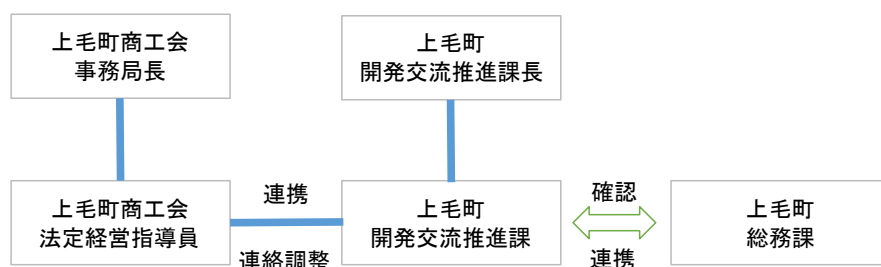 上毛町商工会
事務局長
上毛町
開発交流推進課長
上毛町商工会
法定経営指導員
連携
連絡調整
上毛町
開発交流推進課
確認
連携
上毛町
総務課